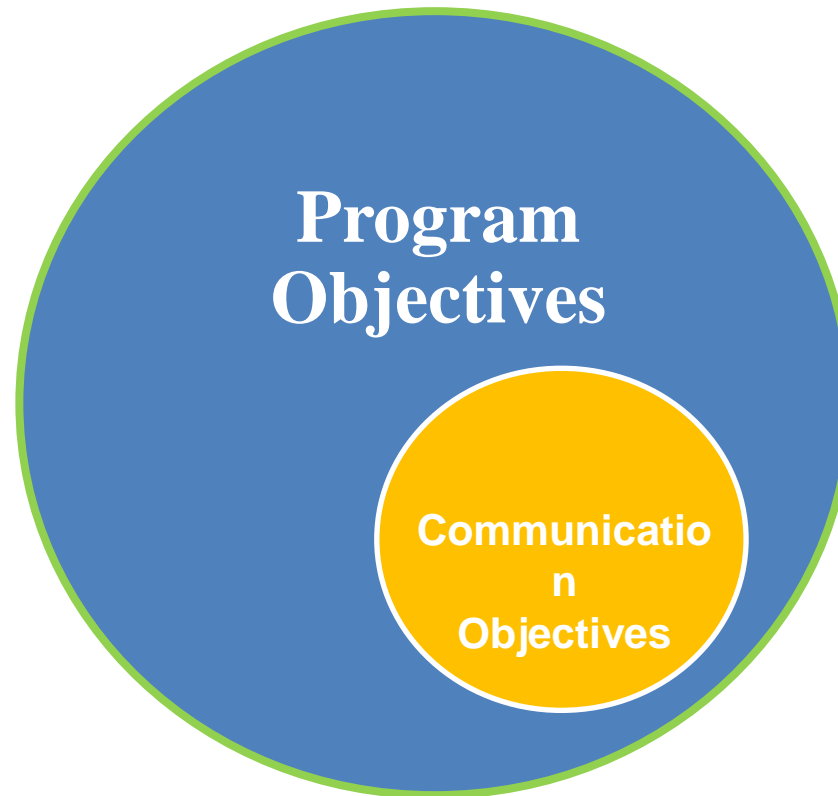 Program
Objectives
Communicatio
n
Objectives